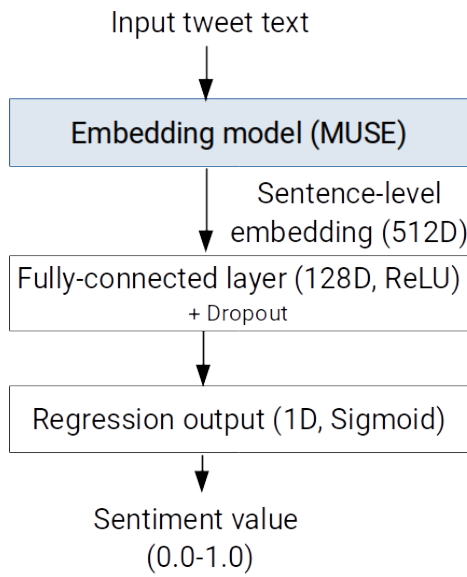 Input tweet text
Embedding model (MUSE)
Sentence-level
embedding (512D)
Fully-connected layer (128D, ReLU)
+ Dropout
Regression output (1D, Sigmoid)
Sentiment value
(0.0-1.0)